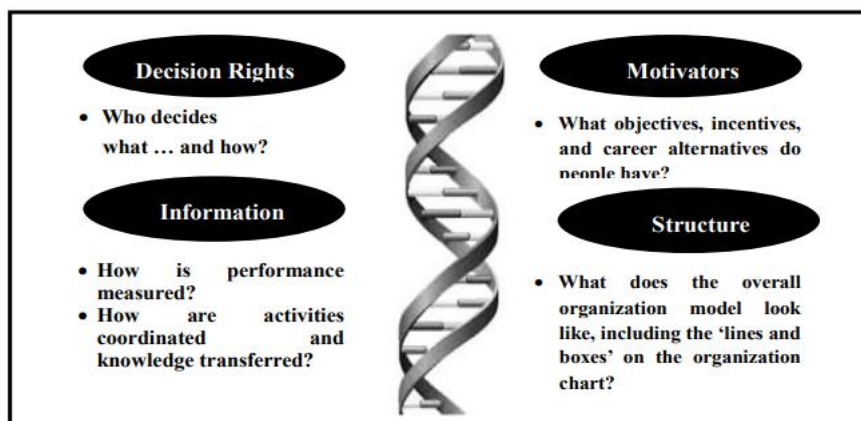 Decision Rights
• Who decides
what … and how?
Information
• How is performance
measured?
• How are activities
coordinated and
knowledge transferred?
Motivators
• What objectives, incentives,
and career alternatives do
people have?
Structure
• What does the overall
organization model look
like, including the ‘lines and
boxes’ on the organization
chart?